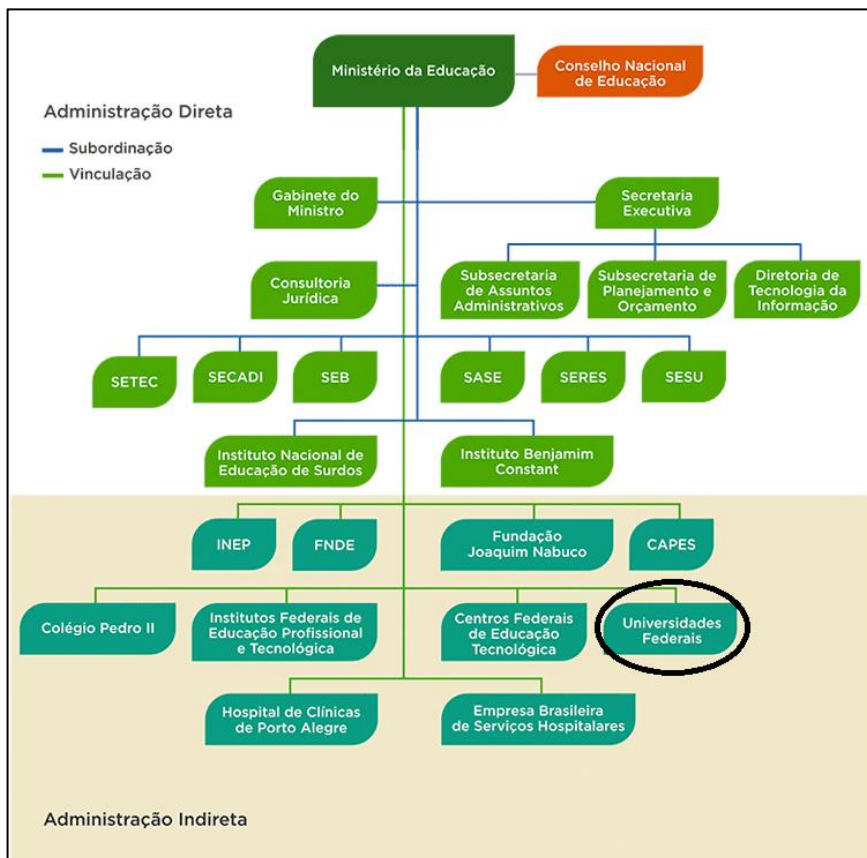 Ministério da Educação
Conselho Nacional
de Educação
Administração Direta
Subordinação
Vinculação
Gabinete do
Ministro
Secretaria
Executiva
Consultoria
Jurídica
Subsecretaria
de Assuntos
Administrativos
Subsecretaria de
Planejamento e
Orçamento
Diretoria de
Tecnologia da
Informação
SETEC
SECADI
SEB
SASE
SERES
SESU
Instituto Nacional de
Educação de Surdos
Instituto Benjamim
Constant
INEP
FNDE
Fundação
Joaquim Nabuco
CAPES
Colégio Pedro II
Institutos Federais de
Educação Profissional
e Tecnológica
Centros Federais
de Educação
Tecnológica
Universidades
Federais
Hospital de Clínicas
de Porto Alegre
Empresa Brasileira
de Serviços Hospitalares
Administração Indireta